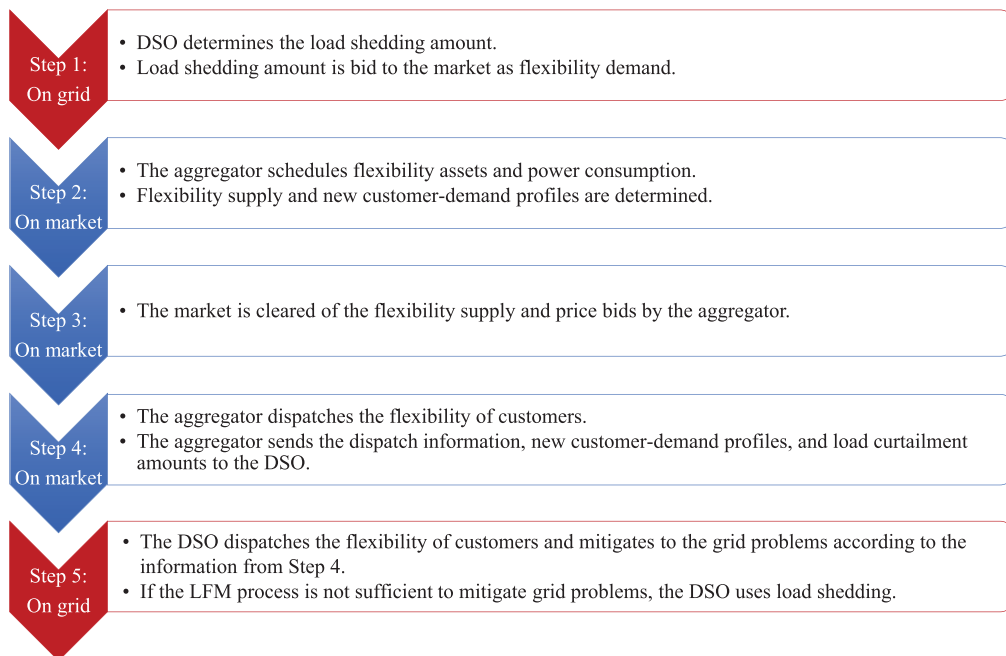 Step 1:
On grid
• DSO determines the load shedding amount.
• Load shedding amount is bid to the market as flexibility demand.
Step 2:
On market
• The aggregator schedules flexibility assets and power consumption.
• Flexibility supply and new customer-demand profiles are determined.
Step 3:
On market
• The market is cleared of the flexibility supply and price bids by the aggregator.
Step 4:
On market
• The aggregator dispatches the flexibility of customers.
• The aggregator sends the dispatch information, new customer-demand profiles, and load curtailment
amounts to the DSO.
Step 5:
On grid
• The DSO dispatches the flexibility of customers and mitigates to the grid problems according to the
information from Step 4.
• If the LFM process is not sufficient to mitigate grid problems, the DSO uses load shedding.